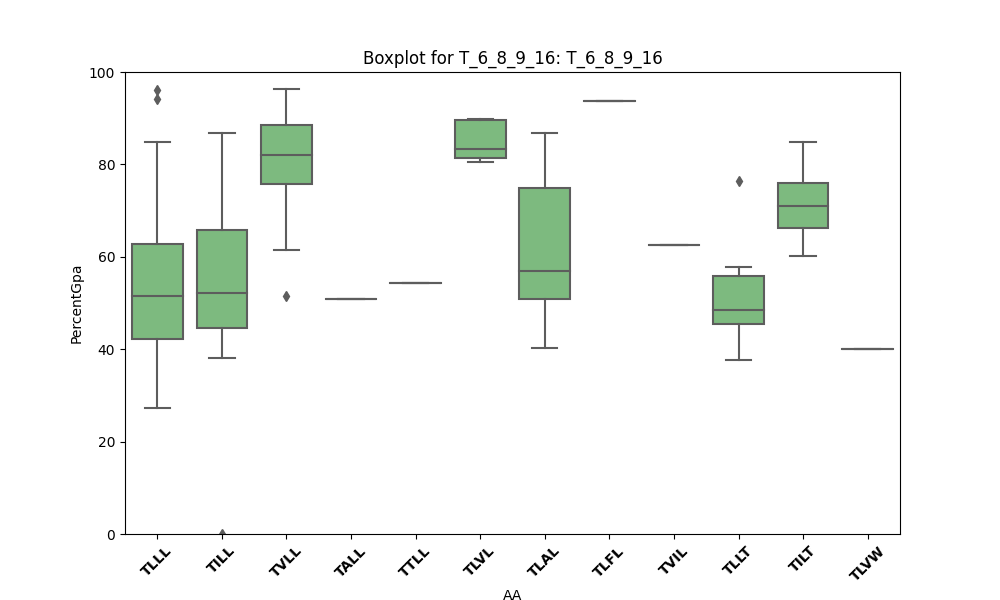 Boxplot for T_6_8_9_16: T_6_8_9_16
100
80
60
40
20
0
PercentGpa
TLLL
TILL
TVLL
TALL
TTLL
TLVL
TLAL
TLFL
TVIL
TLLT
TILT
TLVW
AA